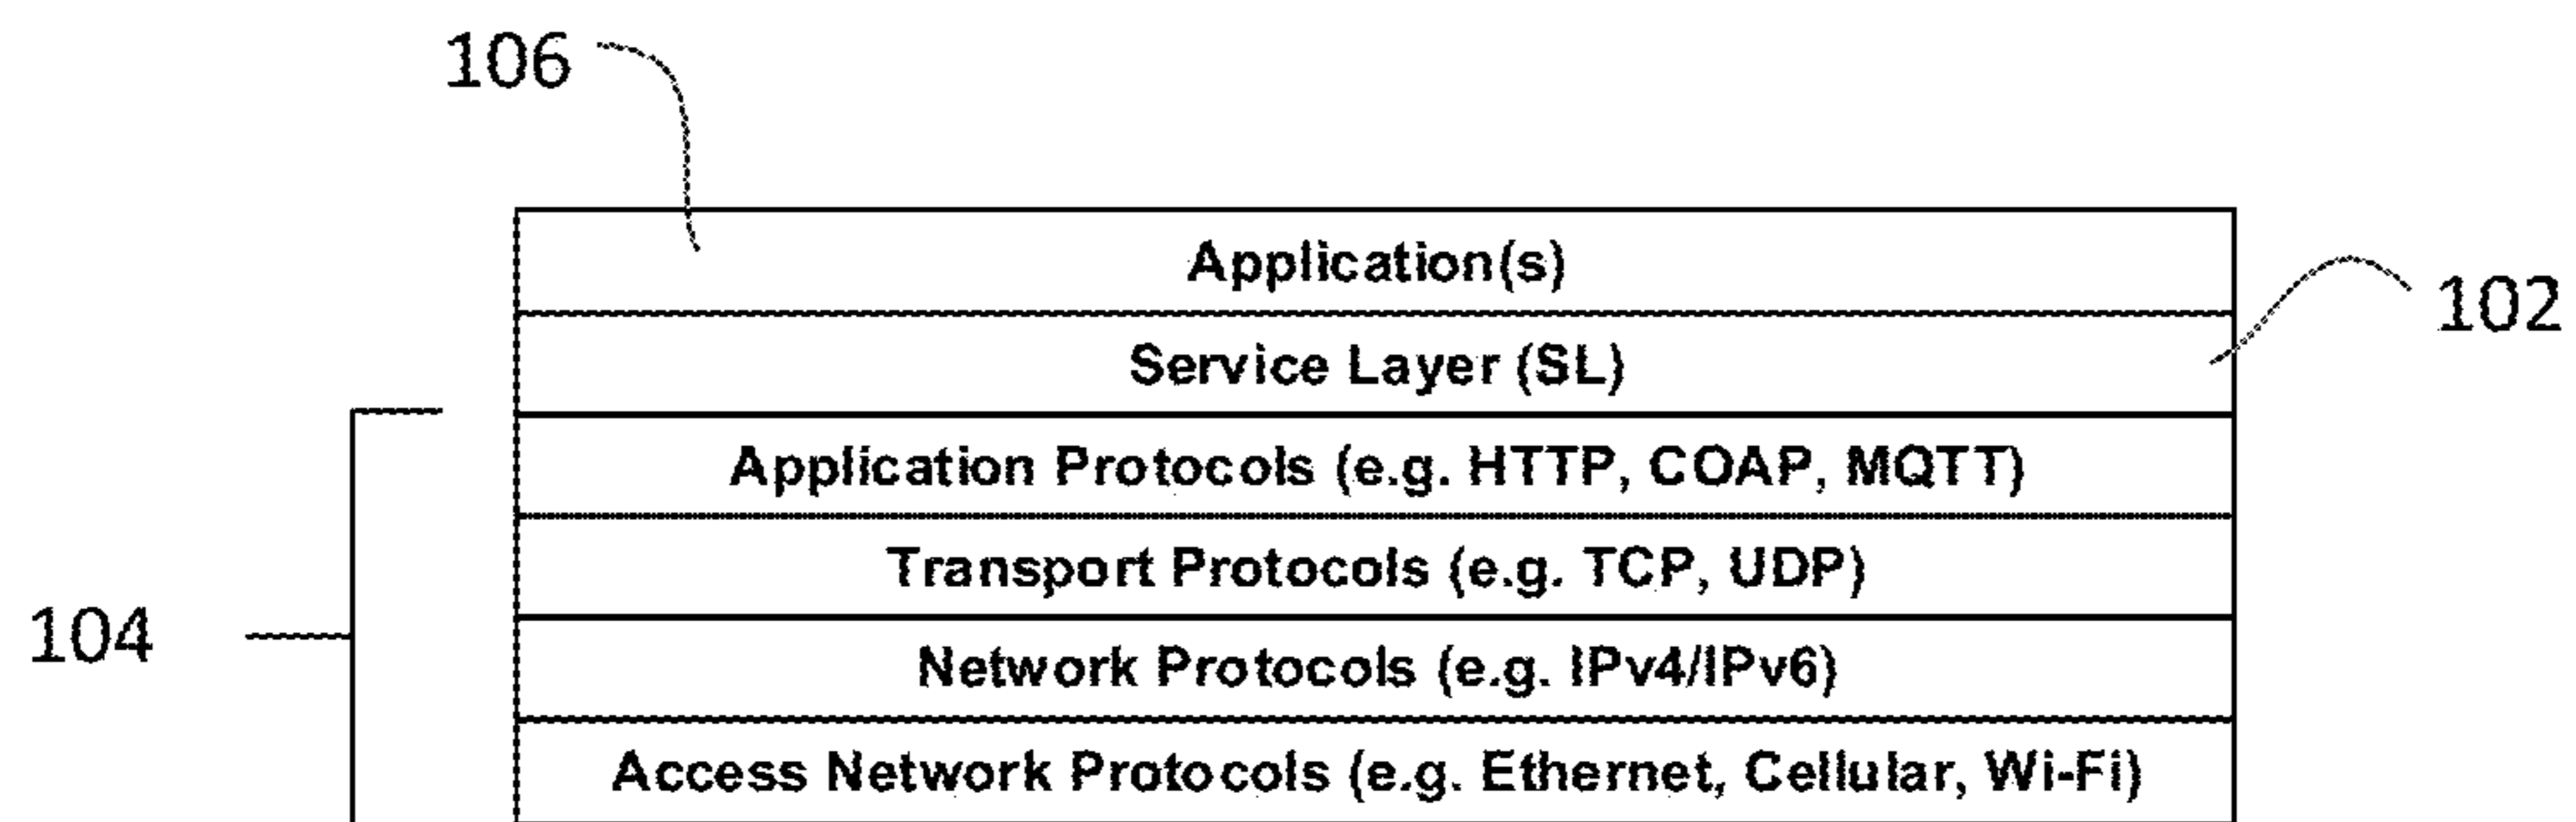 106
Application(s)
102
Service Layer (SL)
Application Protocols (e.g. HTTP, COAP, MQTT)
Transport Protocols (e.g. TCP, UDP)
104
Network Protocols (e.g. IPv4/IPv6)
Access Network Protocols (e.g. Ethernet, Cellular, Wi-Fi)